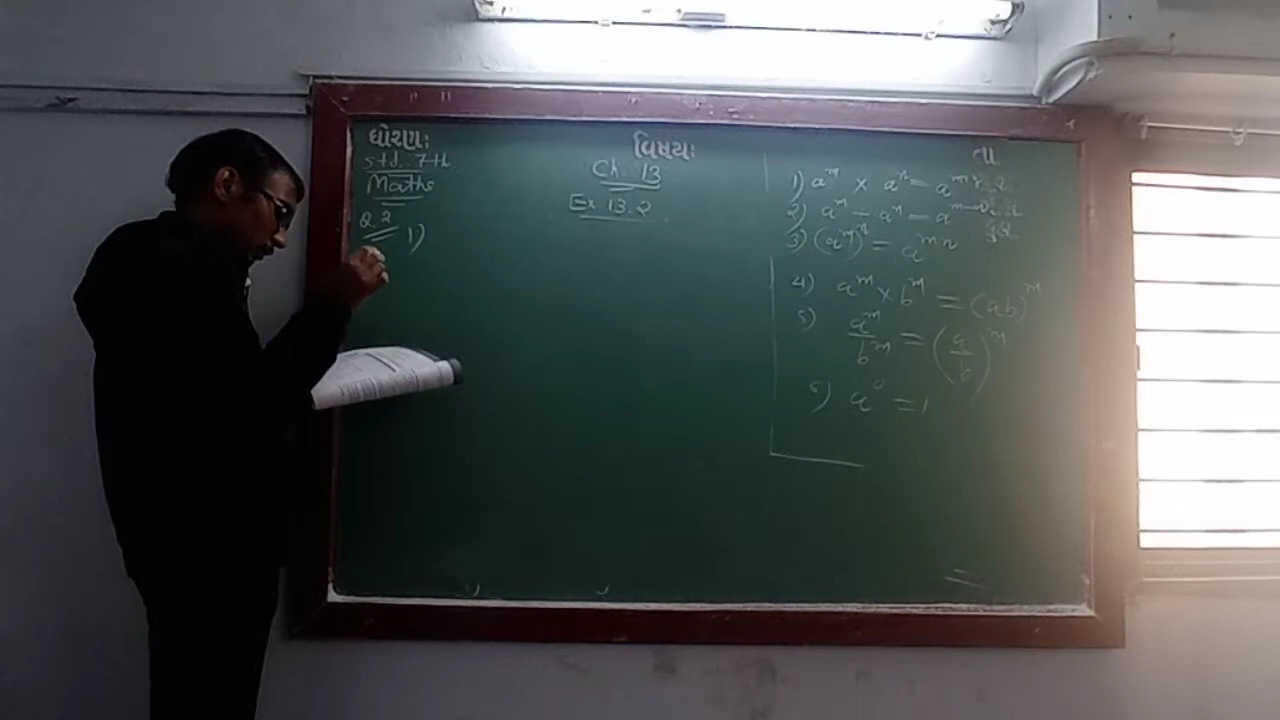 ધોરણ:
std. 7th
Maths
Q.2
1)
વિષય:
Ch. 13
Ex 13.2
તા.
1) aᵐ × aⁿ = aᵐ⁺ⁿ
2) aᵐ − aⁿ = aᵐ⁻ⁿ
3) (aᵐ)ⁿ = aᵐⁿ
4) aᵐ × bᵐ = (ab)ᵐ
5) aᵐ/bᵐ = (a/b)ᵐ
6) a⁰ = 1